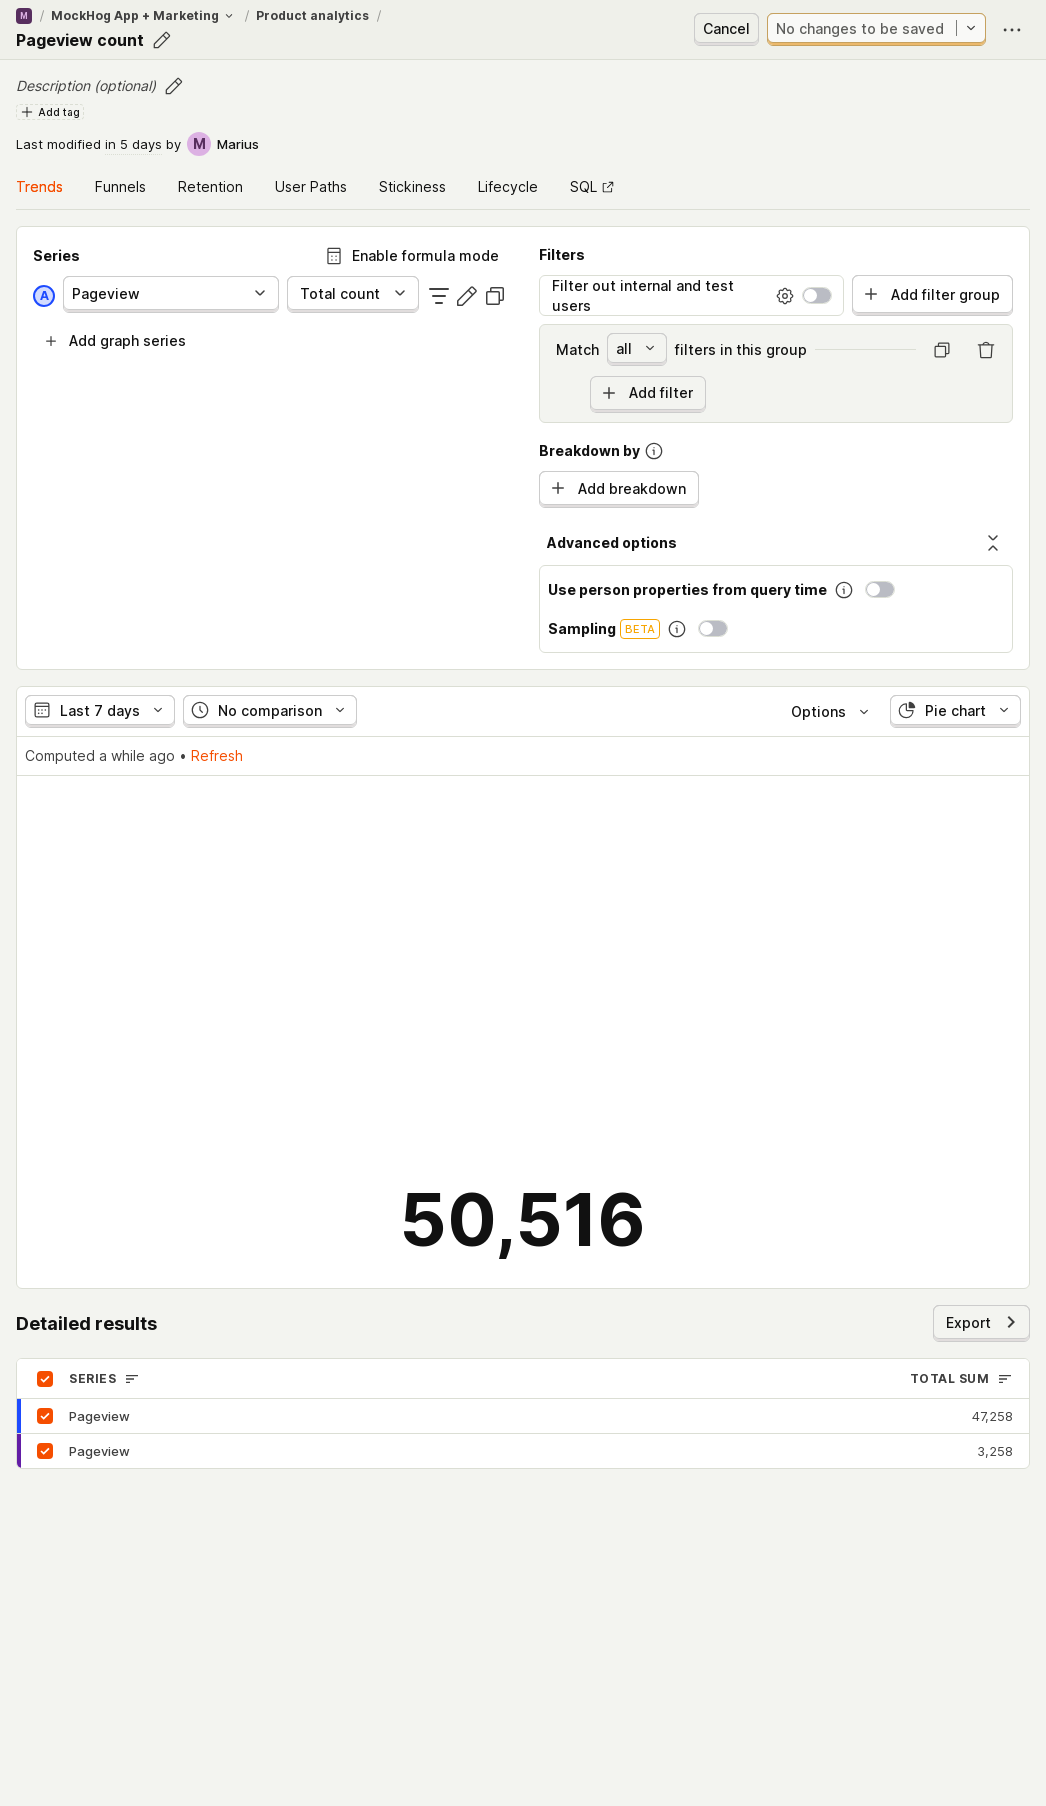 M / MockHog App + Marketing / Product analytics /
Pageview count
Cancel
No changes to be saved
Description (optional)
Add tag
Last modified in 5 days by M Marius
Trends Funnels Retention User Paths Stickiness Lifecycle SQL
Series
Enable formula mode
A Pageview Total count
Add graph series
Filters
Filter out internal and test
users
Add filter group
Match all filters in this group
Add filter
Breakdown by
Add breakdown
Advanced options
Use person properties from query time
Sampling BETA
Last 7 days No comparison Options Pie chart
Computed a while ago • Refresh
50,516
Detailed results
Export
SERIES TOTAL SUM
Pageview 47,258
Pageview 3,258